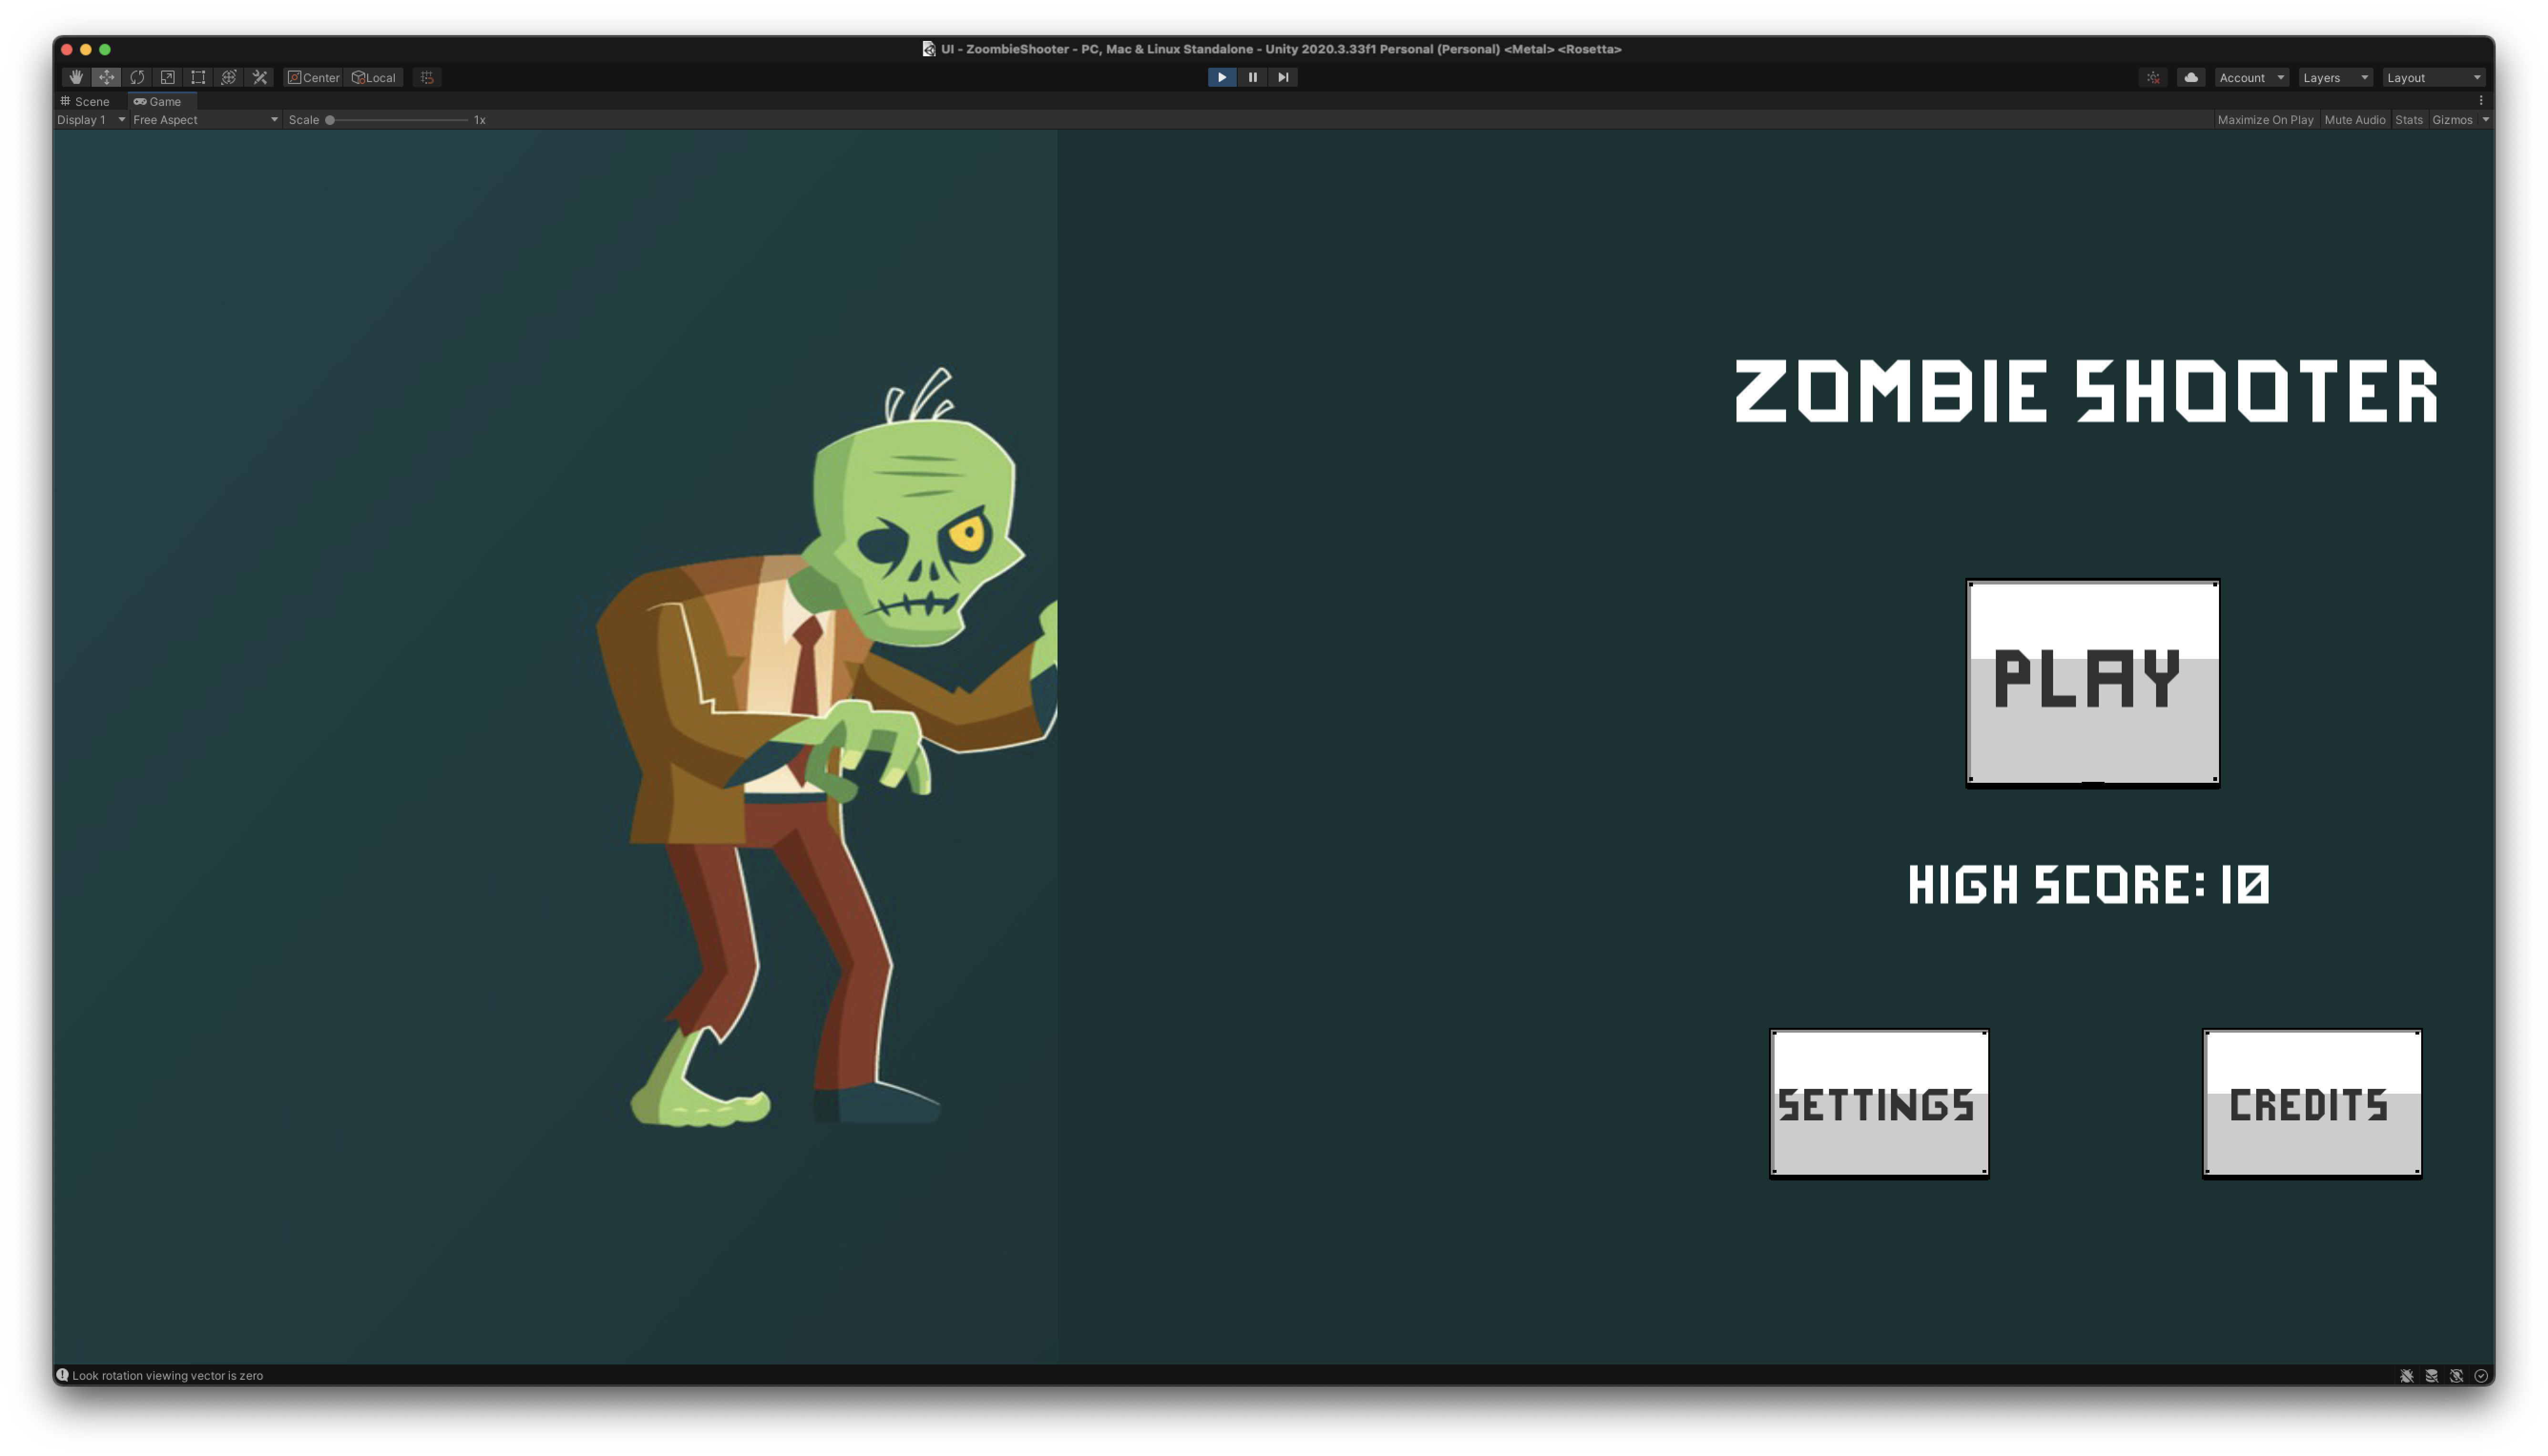 UI - ZoombieShooter - PC, Mac & Linux Standalone - Unity 2020.3.33f1 Personal (Personal) <Metal> <Rosetta>
Center Local Account Layers Layout
Scene Game
Display 1 Free Aspect Scale 1x Maximize On Play Mute Audio Stats Gizmos
ZOMBIE SHOOTER
PLAY
HIGH SCORE: 10
SETTINGS CREDITS
Look rotation viewing vector is zero